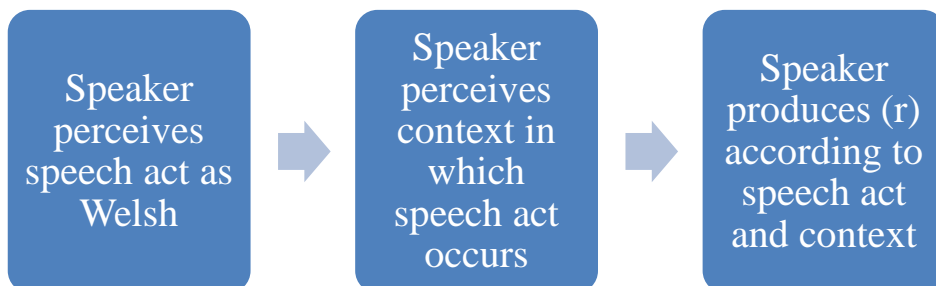 Speaker
perceives
speech act as
Welsh
Speaker
perceives
context in
which
speech act
occurs
Speaker
produces (r)
according to
speech act
and context